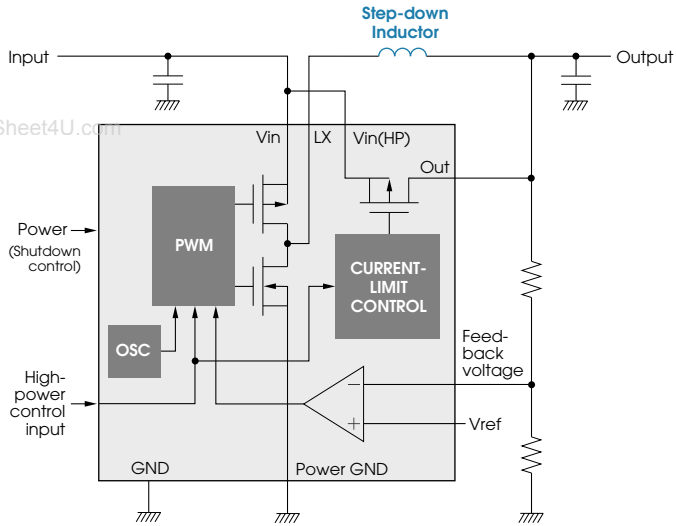 Step-down
Inductor
Input
Output
Sheet4U.com
Vin
LX
Vin(HP)
Out
Power
(Shutdown
control)
PWM
CURRENT-
LIMIT
CONTROL
OSC
Feed-
back
voltage
High-
power
control
input
−
+
Vref
GND
Power GND